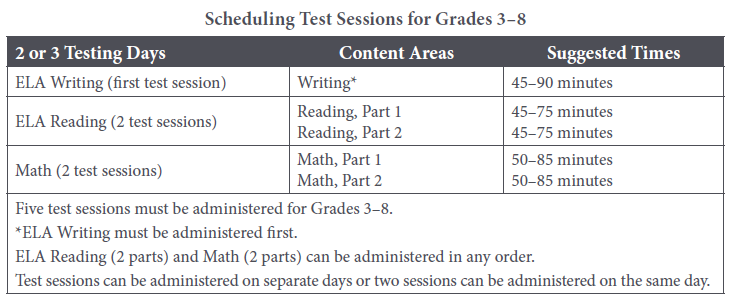 Scheduling Test Sessions for Grades 3–8
2 or 3 Testing Days Content Areas Suggested Times
ELA Writing (first test session) Writing* 45–90 minutes
ELA Reading (2 test sessions) Reading, Part 1 45–75 minutes
Reading, Part 2 45–75 minutes
Math (2 test sessions) Math, Part 1 50–85 minutes
Math, Part 2 50–85 minutes
Five test sessions must be administered for Grades 3–8.
*ELA Writing must be administered first.
ELA Reading (2 parts) and Math (2 parts) can be administered in any order.
Test sessions can be administered on separate days or two sessions can be administered on the same day.